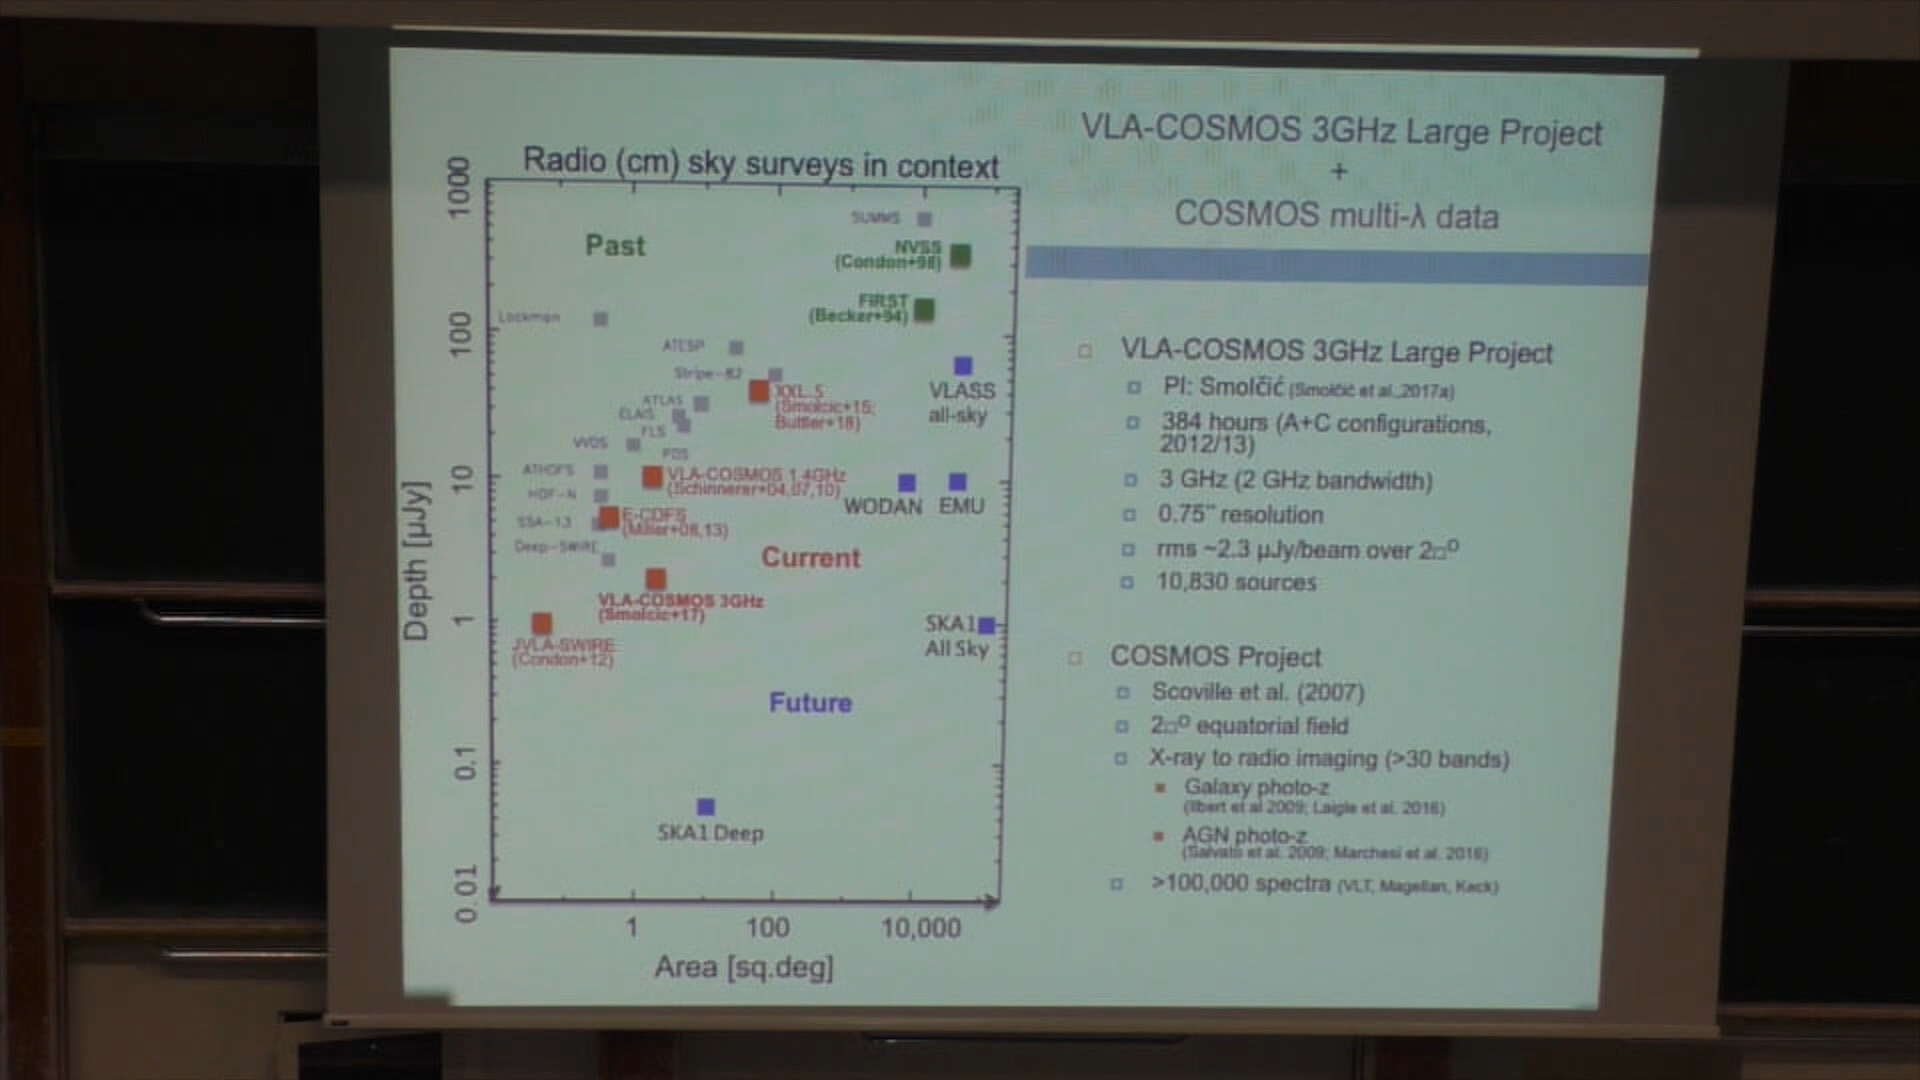 VLA-COSMOS 3GHz Large Project
+
COSMOS multi-λ data
Radio (cm) sky surveys in context
Depth [µJy]
1000
100
10
1
0.1
0.01
Past
SUMMS
NVSS
(Condon+98)
FIRST
(Becker+94)
Lockman
ATESP
Stripe-82
XXL-S
(Smolcic+15;
Buttler+18)
VLASS
all-sky
ATLAS
ELAIS
FLS
VVDS
PDS
ATHDFS
VLA-COSMOS 1.4GHz
(Schinnerer+04,07,10)
WODAN
EMU
HDF-N
SSA-13
E-CDFS
(Miller+08,13)
Deep-SWIRE
Current
VLA-COSMOS 3GHz
(Smolcic+17)
JVLA-SWIRE
(Condon+12)
SKA1
All Sky
Future
SKA1 Deep
1
100
10,000
Area [sq.deg]
VLA-COSMOS 3GHz Large Project
PI: Smolčić (Smolčić et al., 2017a)
384 hours (A+C configurations,
2012/13)
3 GHz (2 GHz bandwidth)
0.75" resolution
rms ~2.3 µJy/beam over 2□º
10,830 sources
COSMOS Project
Scoville et al. (2007)
2□º equatorial field
X-ray to radio imaging (>30 bands)
Galaxy photo-z
(Ilbert et al 2009; Laigle et al. 2016)
AGN photo-z
(Salvato et al. 2009; Marchesi et al. 2016)
>100,000 spectra (VLT, Magellan, Keck)